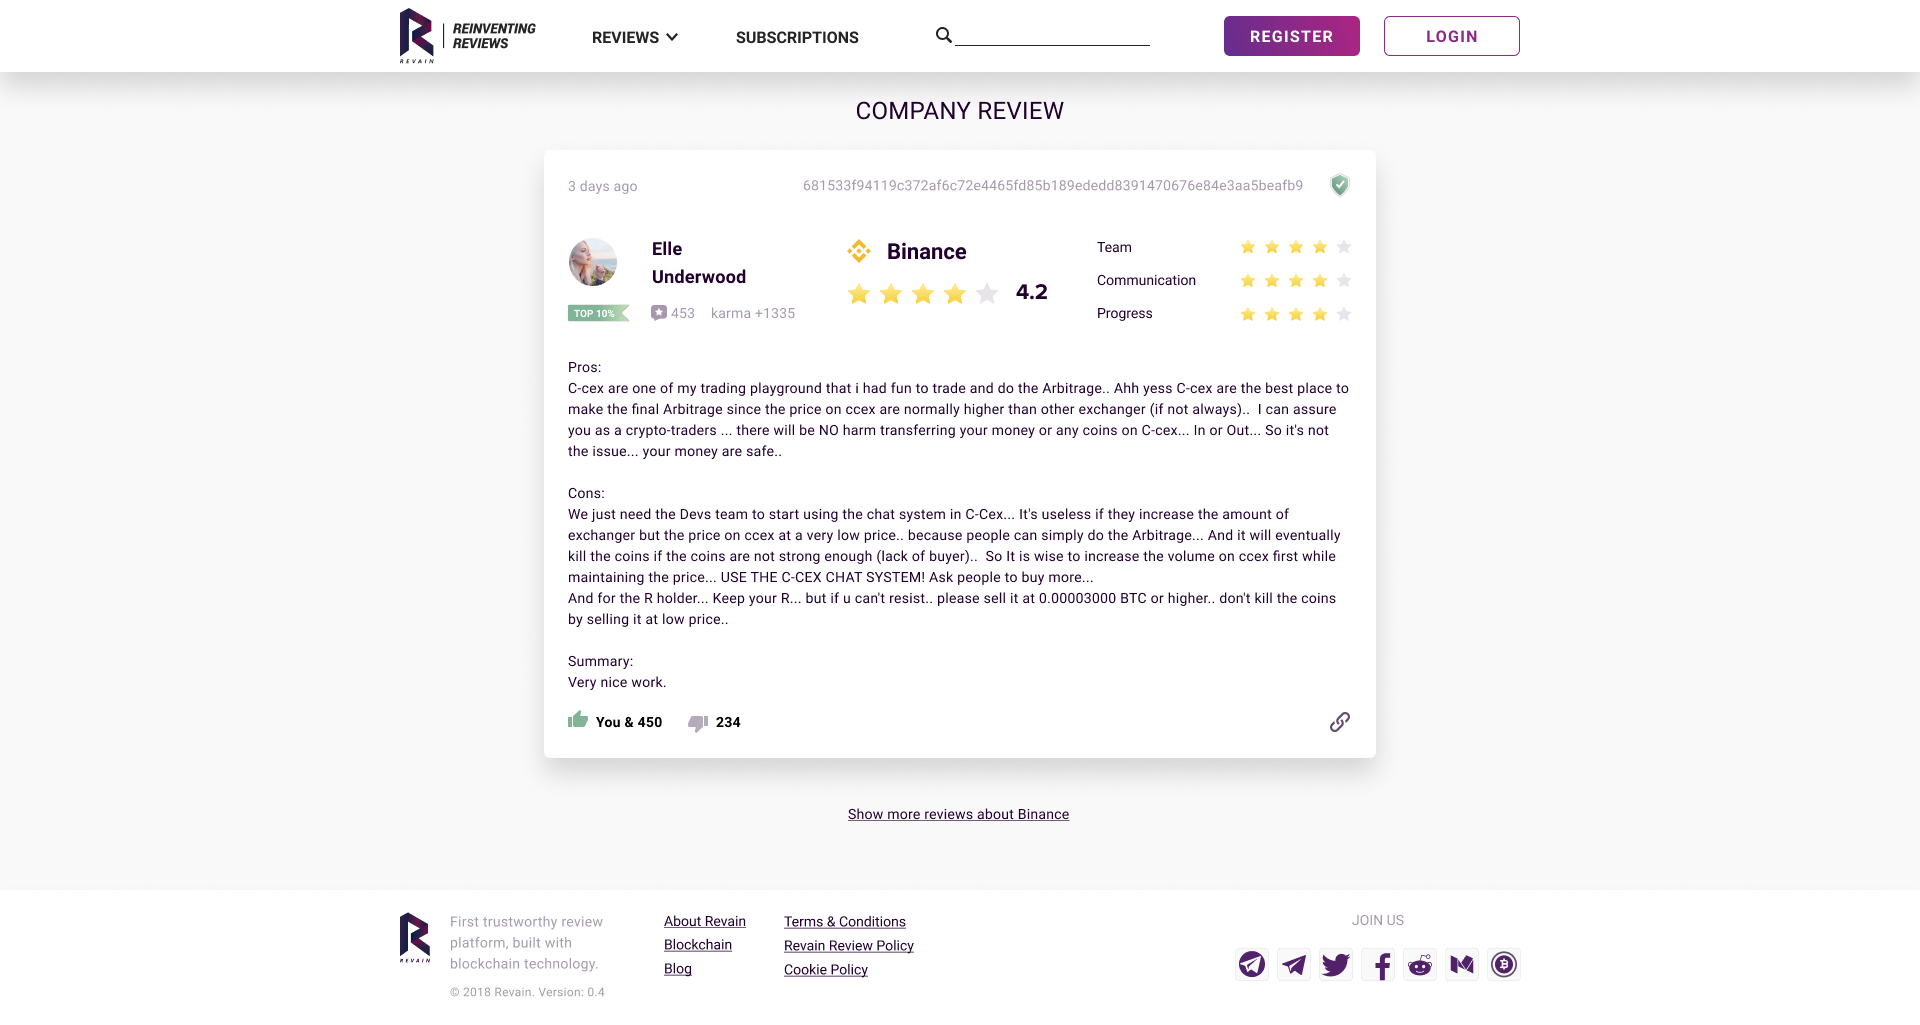 REVAIN
REINVENTING
REVIEWS
REVIEWS
SUBSCRIPTIONS
REGISTER
LOGIN
COMPANY REVIEW
3 days ago
681533f94119c372af6c72e4465fd85b189ededd8391470676e84e3aa5beafb9
Elle
Underwood
TOP 10%
453
karma +1335
Binance
4.2
Team
Communication
Progress
Pros:
C-cex are one of my trading playground that i had fun to trade and do the Arbitrage.. Ahh yess C-cex are the best place to
make the final Arbitrage since the price on ccex are normally higher than other exchanger (if not always)..  I can assure
you as a crypto-traders ... there will be NO harm transferring your money or any coins on C-cex... In or Out... So it's not
the issue... your money are safe..
Cons:
We just need the Devs team to start using the chat system in C-Cex... It's useless if they increase the amount of
exchanger but the price on ccex at a very low price.. because people can simply do the Arbitrage... And it will eventually
kill the coins if the coins are not strong enough (lack of buyer)..  So It is wise to increase the volume on ccex first while
maintaining the price... USE THE C-CEX CHAT SYSTEM! Ask people to buy more...
And for the R holder... Keep your R... but if u can't resist.. please sell it at 0.00003000 BTC or higher.. don't kill the coins
by selling it at low price..
Summary:
Very nice work.
You & 450
234
Show more reviews about Binance
REVAIN
First trustworthy review
platform, built with
blockchain technology.
© 2018 Revain. Version: 0.4
About Revain
Blockchain
Blog
Terms & Conditions
Revain Review Policy
Cookie Policy
JOIN US